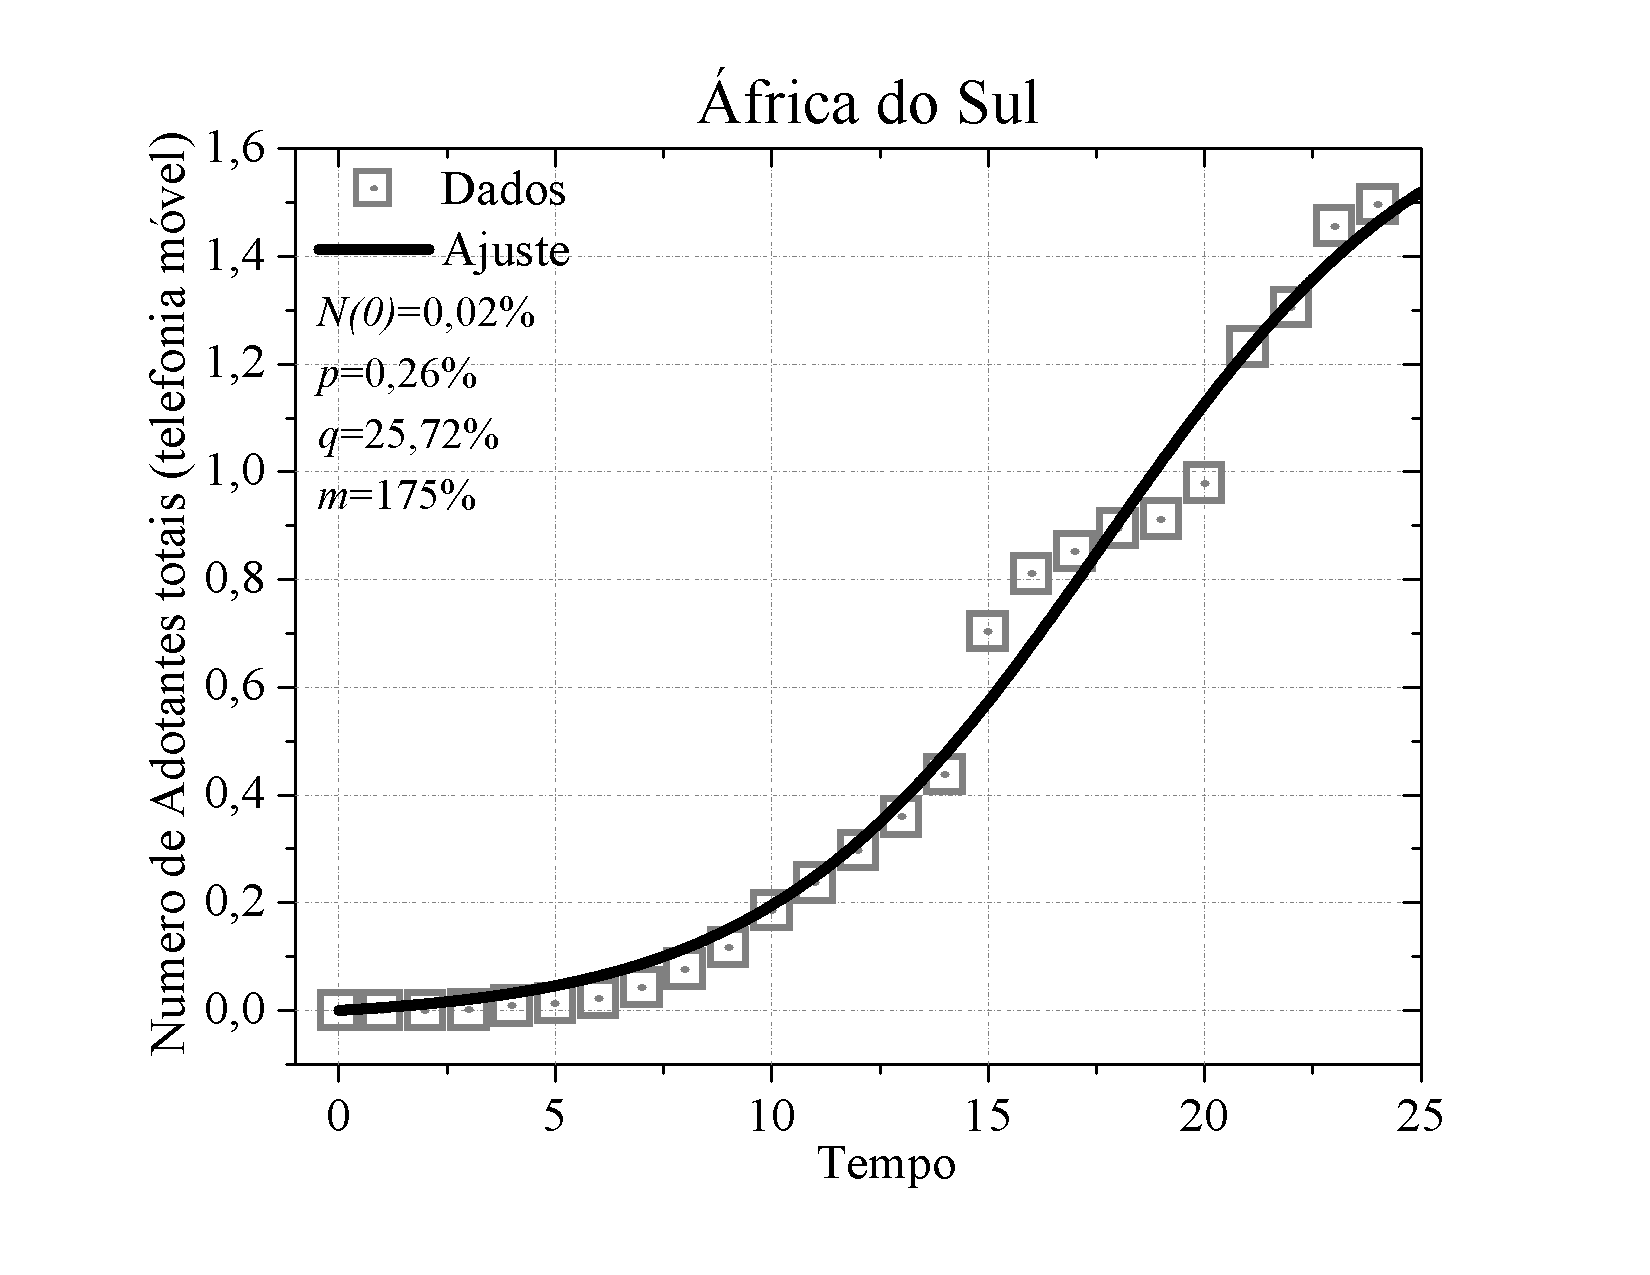 África do Sul
Numero de Adotantes totais (telefonia móvel)
1,6
1,4
1,2
1,0
0,8
0,6
0,4
0,2
0,0
Dados
Ajuste
N(0)=0,02%
p=0,26%
q=25,72%
m=175%
0 5 10 15 20 25
Tempo